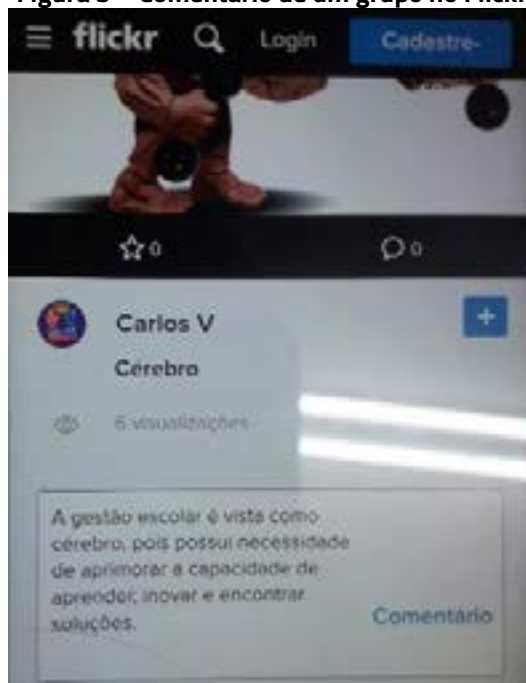 Figura 3 – Comentário de um grupo no Flickr
flickr Login Cadastre-
0 0
Carlos V
Cérebro
6 visualizações
A gestão escolar é vista como
cérebro, pois possui necessidade
de aprimorar a capacidade de
aprender, inovar e encontrar
soluções.
Comentário